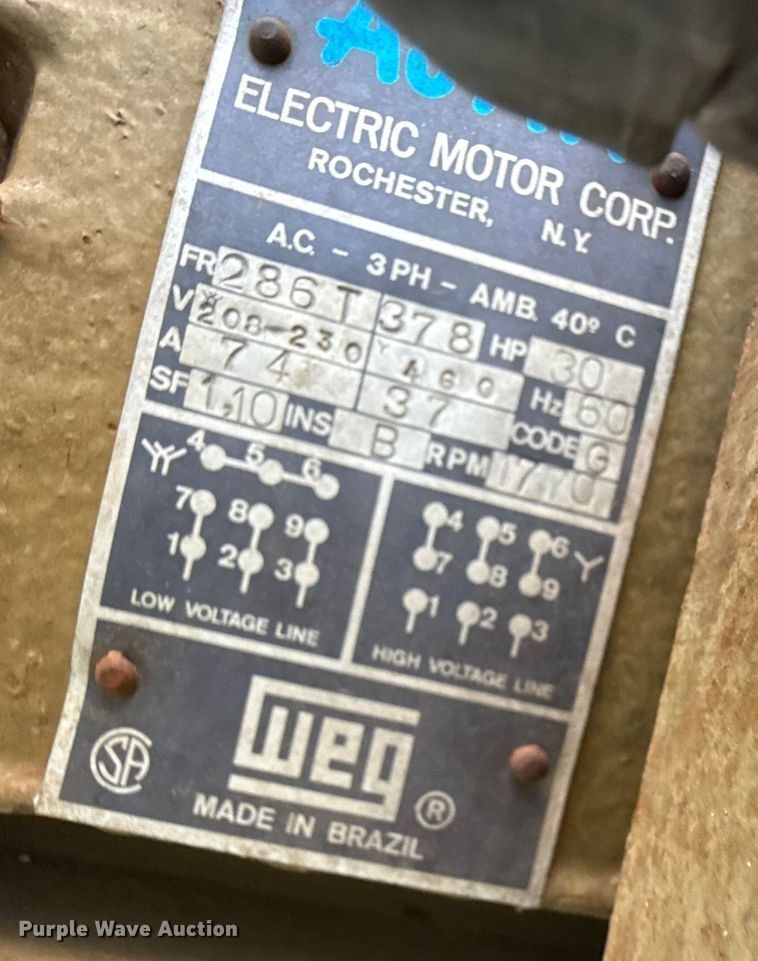 ELECTRIC MOTOR CORP.
ROCHESTER, N.Y.
A.C. - 3PH - AMB. 40º C
FR 286T 378 HP 30
V 208-230 460 Hz 60
A 74 37 CODE G
SF 1,10 INS B RPM 1770
4 5 6
7 8 9
1 2 3
LOW VOLTAGE LINE
4 5 6
7 8 9
1 2 3
HIGH VOLTAGE LINE
CSA
weg ®
MADE IN BRAZIL
Purple Wave Auction